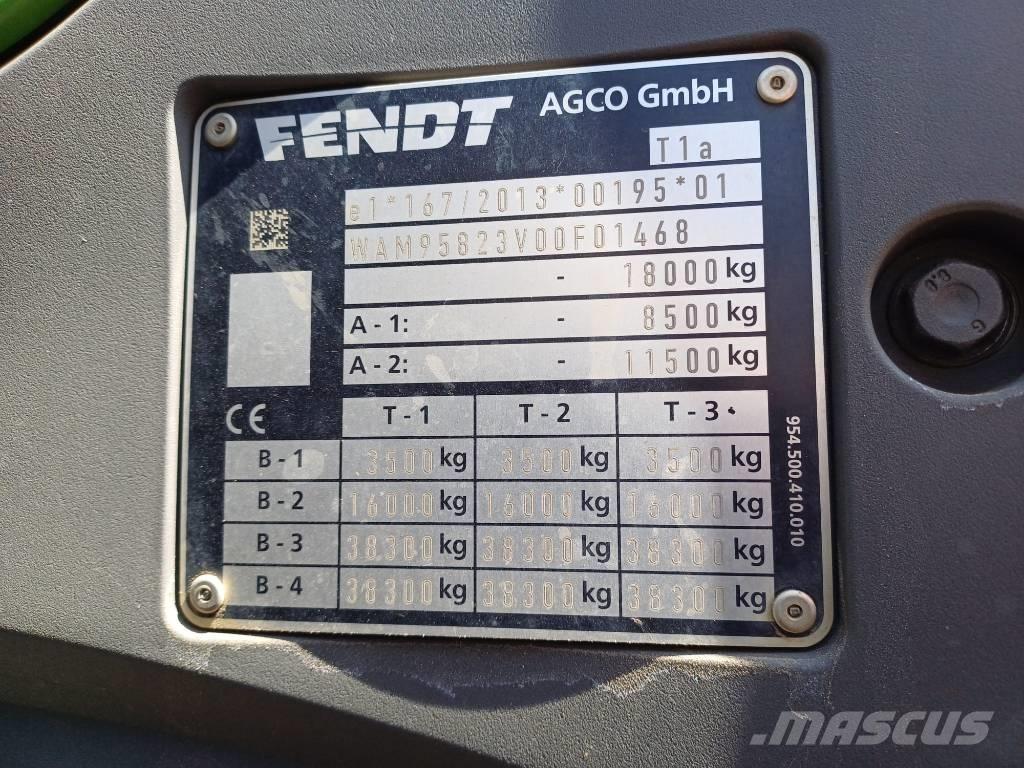 FENDT AGCO GmbH
T1a
e1*167/2013*00195*01
WAM95823V00F01468
- 18000 kg
A - 1: - 8500 kg
A - 2: - 11500 kg
CE T - 1 T - 2 T - 3
B - 1 3500 kg 3500 kg 3500 kg
B - 2 16000 kg 16000 kg 16000 kg
B - 3 38300 kg 38300 kg 38300 kg
B - 4 38300 kg 38300 kg 38300 kg
954.500.410.010
MASCUS